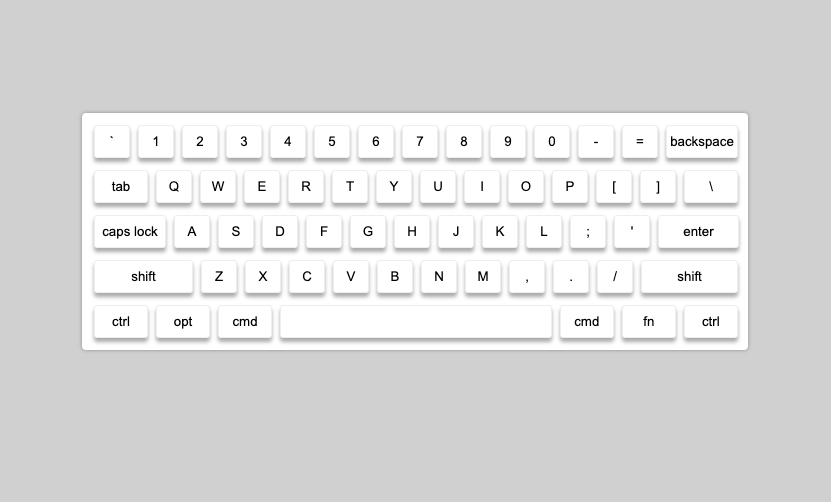 ` 1 2 3 4 5 6 7 8 9 0 - = backspace
tab Q W E R T Y U I O P [ ] \
caps lock A S D F G H J K L ; ' enter
shift Z X C V B N M , . / shift
ctrl opt cmd cmd fn ctrl